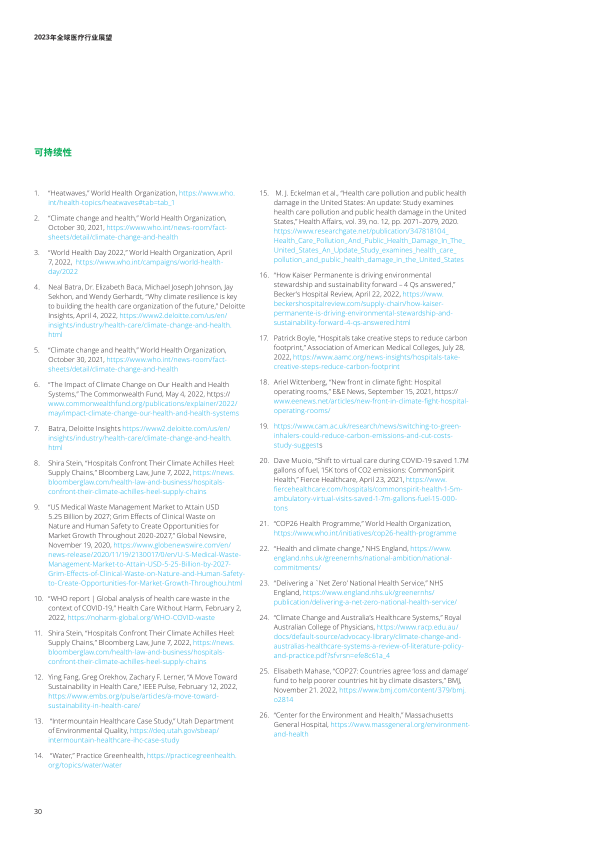 2023年全球医疗行业展望
可持续性
1. “Heatwaves,” World Health Organization, https://www.who.
int/health-topics/heatwaves#tab=tab_1
2. “Climate change and health,” World Health Organization,
October 30, 2021, https://www.who.int/news-room/fact-
sheets/detail/climate-change-and-health
3. “World Health Day 2022,” World Health Organization, April
7, 2022, https://www.who.int/campaigns/world-health-
day/2022
4. Neal Batra, Dr. Elizabeth Baca, Michael Joseph Johnson, Jay
Sekhon, and Wendy Gerhardt, “Why climate resilience is key
to building the health care organization of the future,” Deloitte
Insights, April 4, 2022, https://www2.deloitte.com/us/en/
insights/industry/health-care/climate-change-and-health.
html
5. “Climate change and health,” World Health Organization,
October 30, 2021, https://www.who.int/news-room/fact-
sheets/detail/climate-change-and-health
6. “The Impact of Climate Change on Our Health and Health
Systems,” The Commonwealth Fund, May 4, 2022, https://
www.commonwealthfund.org/publications/explainer/2022/
may/impact-climate-change-our-health-and-health-systems
7. Batra, Deloitte Insights https://www2.deloitte.com/us/en/
insights/industry/health-care/climate-change-and-health.
html
8. Shira Stein, “Hospitals Confront Their Climate Achilles Heel:
Supply Chains,” Bloomberg Law, June 7, 2022, https://news.
bloomberglaw.com/health-law-and-business/hospitals-
confront-their-climate-achilles-heel-supply-chains
9. “US Medical Waste Management Market to Attain USD
5.25 Billion by 2027; Grim Effects of Clinical Waste on
Nature and Human Safety to Create Opportunities for
Market Growth Throughout 2020-2027,” Global Newsire,
November 19, 2020, https://www.globenewswire.com/en/
news-release/2020/11/19/2130017/0/en/U-S-Medical-Waste-
Management-Market-to-Attain-USD-5-25-Billion-by-2027-
Grim-Effects-of-Clinical-Waste-on-Nature-and-Human-Safety-
to-Create-Opportunities-for-Market-Growth-Throughou.html
10. “WHO report | Global analysis of health care waste in the
context of COVID-19,” Health Care Without Harm, February 2,
2022, https://noharm-global.org/WHO-COVID-waste
11. Shira Stein, “Hospitals Confront Their Climate Achilles Heel:
Supply Chains,” Bloomberg Law, June 7, 2022, https://news.
bloomberglaw.com/health-law-and-business/hospitals-
confront-their-climate-achilles-heel-supply-chains
12. Ying Fang, Greg Orekhov, Zachary F. Lerner, “A Move Toward
Sustainability in Health Care,” IEEE Pulse, February 12, 2022,
https://www.embs.org/pulse/articles/a-move-toward-
sustainability-in-health-care/
13. “Intermountain Healthcare Case Study,” Utah Department
of Environmental Quality, https://deq.utah.gov/sbeap/
intermountain-healthcare-ihc-case-study
14. “Water,” Practice Greenhealth, https://practicegreenhealth.
org/topics/water/water
15. M. J. Eckelman et al., “Health care pollution and public health
damage in the United States: An update: Study examines
health care pollution and public health damage in the United
States,” Health Affairs, vol. 39, no. 12, pp. 2071–2079, 2020.
https://www.researchgate.net/publication/347818104_
Health_Care_Pollution_And_Public_Health_Damage_In_The_
United_States_An_Update_Study_examines_health_care_
pollution_and_public_health_damage_in_the_United_States
16. “How Kaiser Permanente is driving environmental
stewardship and sustainability forward – 4 Qs answered,”
Becker’s Hospital Review, April 22, 2022, https://www.
beckershospitalreview.com/supply-chain/how-kaiser-
permanente-is-driving-environmental-stewardship-and-
sustainability-forward-4-qs-answered.html
17. Patrick Boyle, “Hospitals take creative steps to reduce carbon
footprint,” Association of American Medical Colleges, July 28,
2022, https://www.aamc.org/news-insights/hospitals-take-
creative-steps-reduce-carbon-footprint
18. Ariel Wittenberg, “New front in climate fight: Hospital
operating rooms,” E&E News, September 15, 2021, https://
www.eenews.net/articles/new-front-in-climate-fight-hospital-
operating-rooms/
19. https://www.cam.ac.uk/research/news/switching-to-green-
inhalers-could-reduce-carbon-emissions-and-cut-costs-
study-suggests
20. Dave Muoio, “Shift to virtual care during COVID-19 saved 1.7M
gallons of fuel, 15K tons of CO2 emissions: CommonSpirit
Health,” Fierce Healthcare, April 23, 2021, https://www.
fiercehealthcare.com/hospitals/commonspirit-health-1-5m-
ambulatory-virtual-visits-saved-1-7m-gallons-fuel-15-000-
tons
21. “COP26 Health Programme,” World Health Organization,
https://www.who.int/initiatives/cop26-health-programme
22. “Health and climate change,” NHS England, https://www.
england.nhs.uk/greenernhs/national-ambition/national-
commitments/
23. “Delivering a `Net Zero’ National Health Service,” NHS
England, https://www.england.nhs.uk/greenernhs/
publication/delivering-a-net-zero-national-health-service/
24. “Climate Change and Australia’s Healthcare Systems,” Royal
Australian College of Physicians, https://www.racp.edu.au/
docs/default-source/advocacy-library/climate-change-and-
australias-healthcare-systems-a-review-of-literature-policy-
and-practice.pdf?sfvrsn=efe8c61a_4
25. Elisabeth Mahase, “COP27: Countries agree ‘loss and damage’
fund to help poorer countries hit by climate disasters,” BMJ,
November 21, 2022, https://www.bmj.com/content/379/bmj.
o2814
26. “Center for the Environment and Health,” Massachusetts
General Hospital, https://www.massgeneral.org/environment-
and-health
30